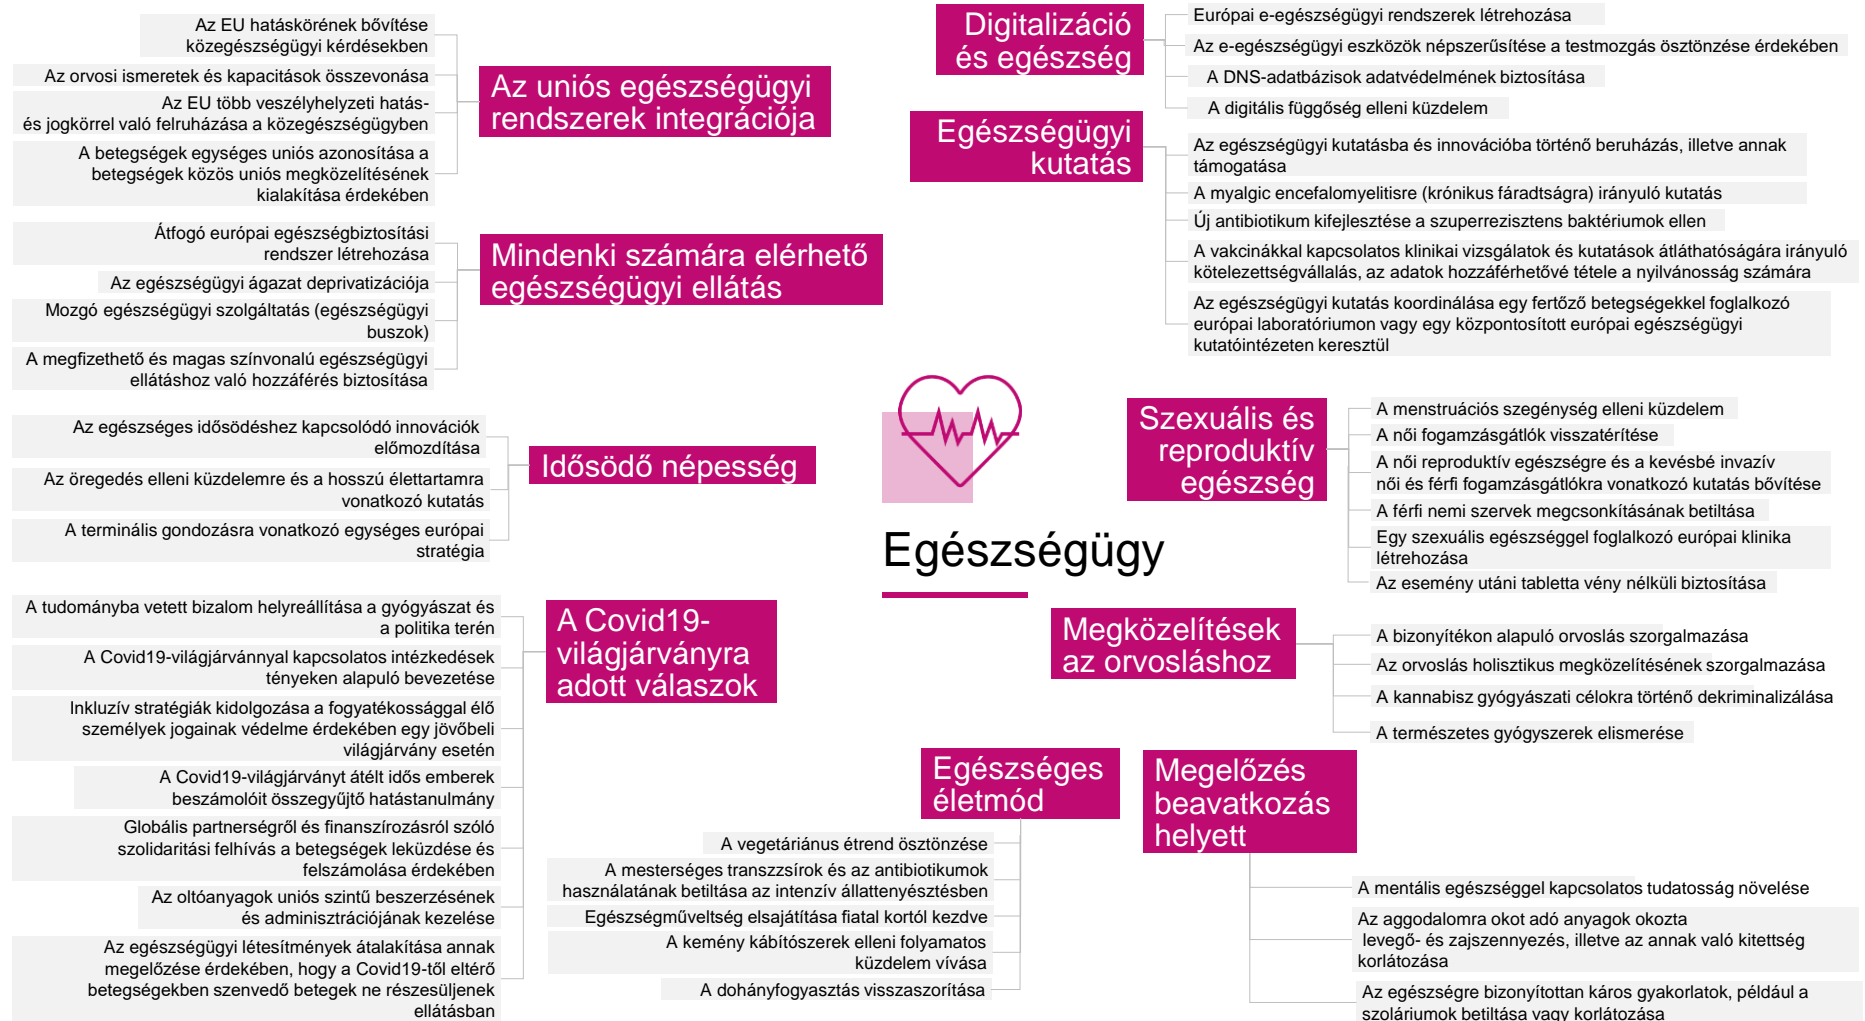 Az EU hatáskörének bővítése
közegészségügyi kérdésekben
Az orvosi ismeretek és kapacitások összevonása
Az EU több veszélyhelyzeti hatás-
és jogkörrel való felruházása a közegészségügyben
A betegségek egységes uniós azonosítása a
betegségek közös uniós megközelítésének
kialakítása érdekében
Az uniós egészségügyi
rendszerek integrációja
Átfogó európai egészségbiztosítási
rendszer létrehozása
Az egészségügyi ágazat deprivatizációja
Mozgó egészségügyi szolgáltatás (egészségügyi
buszok)
A megfizethető és magas színvonalú egészségügyi
ellátáshoz való hozzáférés biztosítása
Mindenki számára elérhető
egészségügyi ellátás
Az egészséges idősödéshez kapcsolódó innovációk
előmozdítása
Az öregedés elleni küzdelemre és a hosszú élettartamra
vonatkozó kutatás
A terminális gondozásra vonatkozó egységes európai
stratégia
Idősödő népesség
A tudományba vetett bizalom helyreállítása a gyógyászat és
a politika terén
A Covid19-világjárvánnyal kapcsolatos intézkedések
tényeken alapuló bevezetése
Inkluzív stratégiák kidolgozása a fogyatékossággal élő
személyek jogainak védelme érdekében egy jövőbeli
világjárvány esetén
A Covid19-világjárványt átélt idős emberek
beszámolóit összegyűjtő hatástanulmány
Globális partnerségről és finanszírozásról szóló
szolidaritási felhívás a betegségek leküzdése és
felszámolása érdekében
Az oltóanyagok uniós szintű beszerzésének
és adminisztrációjának kezelése
Az egészségügyi létesítmények átalakítása annak
megelőzése érdekében, hogy a Covid19-től eltérő
betegségekben szenvedő betegek ne részesüljenek
ellátásban
A Covid19-
világjárványra
adott válaszok
Digitalizáció
és egészség
Európai e-egészségügyi rendszerek létrehozása
Az e-egészségügyi eszközök népszerűsítése a testmozgás ösztönzése érdekében
A DNS-adatbázisok adatvédelmének biztosítása
A digitális függőség elleni küzdelem
Egészségügyi
kutatás
Az egészségügyi kutatásba és innovációba történő beruházás, illetve annak
támogatása
A myalgic encefalomyelitisre (krónikus fáradtságra) irányuló kutatás
Új antibiotikum kifejlesztése a szuperrezisztens baktériumok ellen
A vakcinákkal kapcsolatos klinikai vizsgálatok és kutatások átláthatóságára irányuló
kötelezettségvállalás, az adatok hozzáférhetővé tétele a nyilvánosság számára
Az egészségügyi kutatás koordinálása egy fertőző betegségekkel foglalkozó
európai laboratóriumon vagy egy központosított európai egészségügyi
kutatóintézeten keresztül
Egészségügy
Szexuális és
reproduktív
egészség
A menstruációs szegénység elleni küzdelem
A női fogamzásgátlók visszatérítése
A női reproduktív egészségre és a kevésbé invazív
női és férfi fogamzásgátlókra vonatkozó kutatás bővítése
A férfi nemi szervek megcsonkításának betiltása
Egy szexuális egészséggel foglalkozó európai klinika
létrehozása
Az esemény utáni tabletta vény nélküli biztosítása
Megközelítések
az orvosláshoz
A bizonyítékon alapuló orvoslás szorgalmazása
Az orvoslás holisztikus megközelítésének szorgalmazása
A kannabisz gyógyászati célokra történő dekriminalizálása
A természetes gyógyszerek elismerése
Egészséges
életmód
A vegetáriánus étrend ösztönzése
A mesterséges transzzsírok és az antibiotikumok
használatának betiltása az intenzív állattenyésztésben
Egészségműveltség elsajátítása fiatal kortól kezdve
A kemény kábítószerek elleni folyamatos
küzdelem vívása
A dohányfogyasztás visszaszorítása
Megelőzés
beavatkozás
helyett
A mentális egészséggel kapcsolatos tudatosság növelése
Az aggodalomra okot adó anyagok okozta
levegő- és zajszennyezés, illetve az annak való kitettség
korlátozása
Az egészségre bizonyítottan káros gyakorlatok, például a
szoláriumok betiltása vagy korlátozása